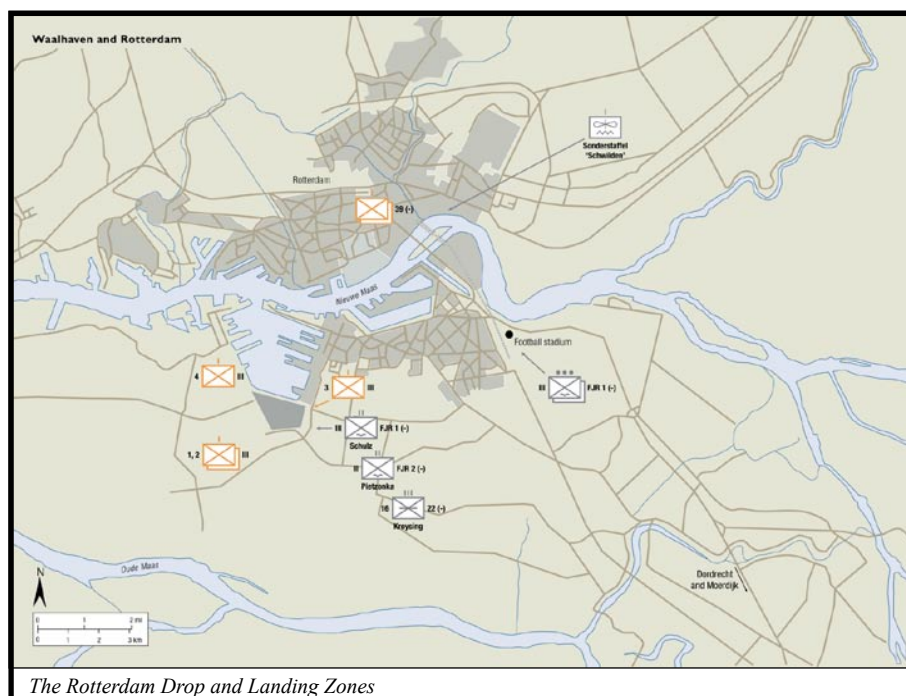 Waalhaven and Rotterdam
Sonderstaffel
'Schwilden'
Rotterdam
39 (-)
Nieuwe Maas
Football stadium
4 III
3 III
III FJR 1 (-)
III FJR 1 (-)
Schulz
1, 2 III
II FJR 2 (-)
Pietzonka
16 22 (-)
Kreysing
Oude Maas
Dordrecht
and Moerdijk
N
0 1 2 mi
0 1 2 3 km
The Rotterdam Drop and Landing Zones